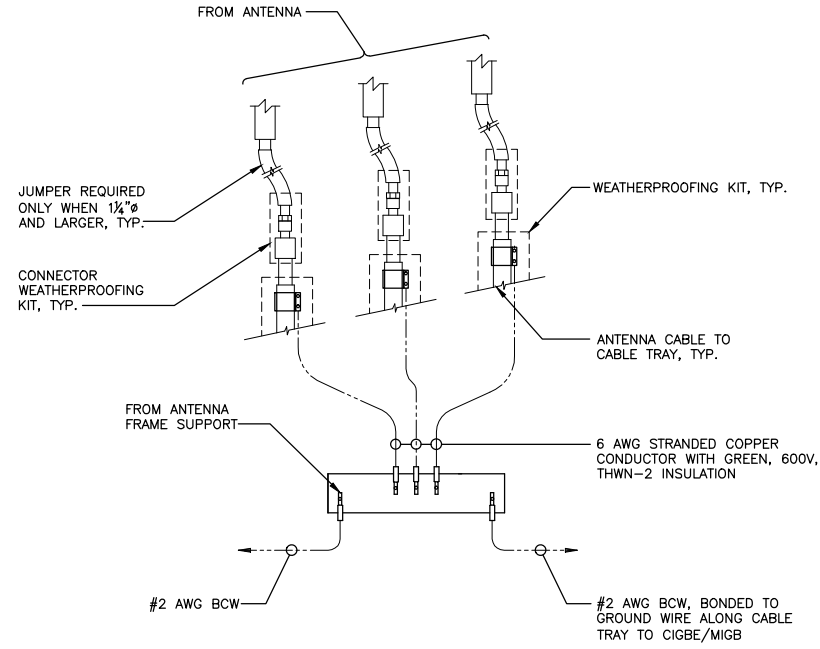 FROM ANTENNA
JUMPER REQUIRED
ONLY WHEN 1¼"ø
AND LARGER, TYP.
WEATHERPROOFING KIT, TYP.
CONNECTOR
WEATHERPROOFING
KIT, TYP.
ANTENNA CABLE TO
CABLE TRAY, TYP.
FROM ANTENNA
FRAME SUPPORT
6 AWG STRANDED COPPER
CONDUCTOR WITH GREEN, 600V,
THWN-2 INSULATION
#2 AWG BCW
#2 AWG BCW, BONDED TO
GROUND WIRE ALONG CABLE
TRAY TO CIGBE/MIGB